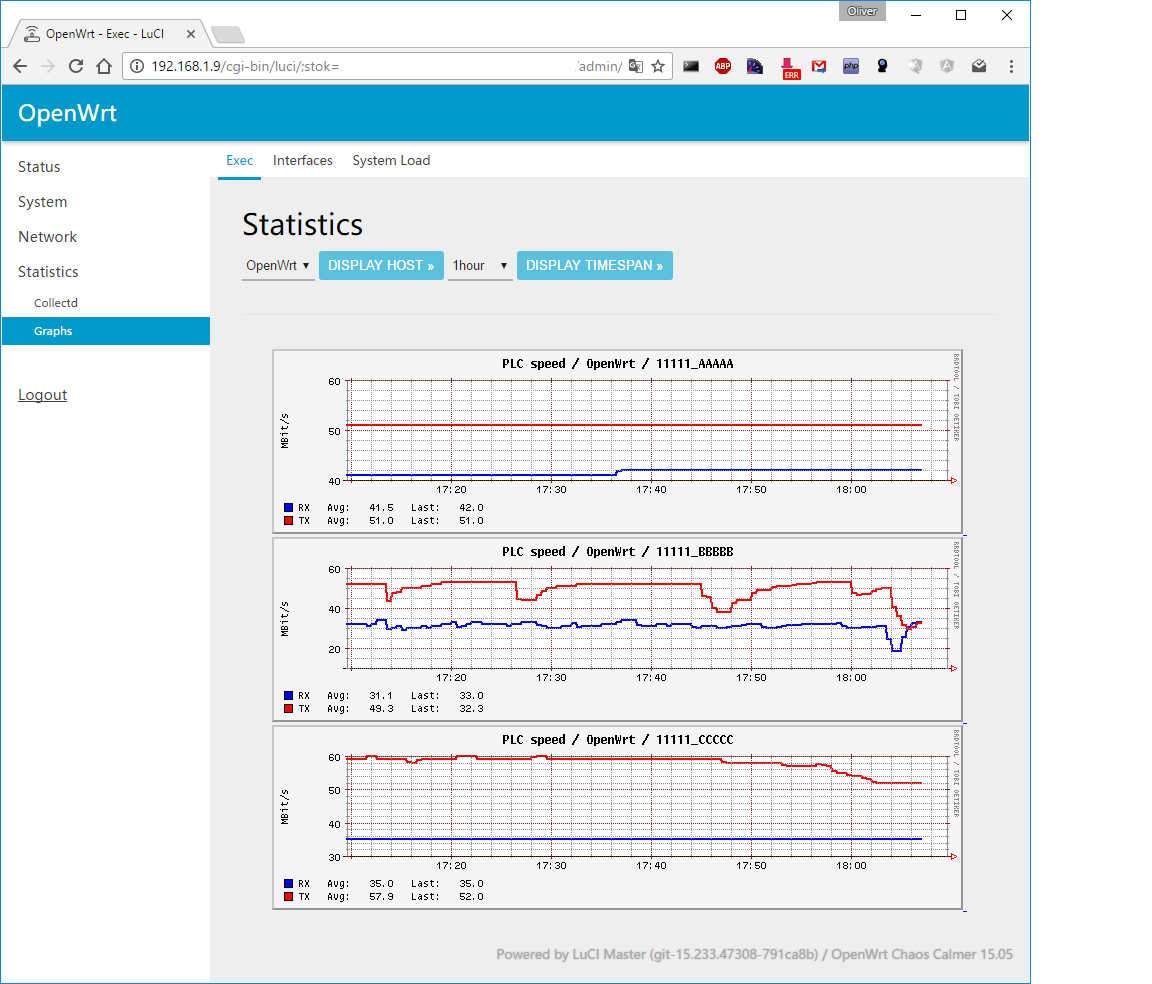 Oliver
OpenWrt - Exec - LuCI
192.168.1.9/cgi-bin/luci/;stok= /admin/
ABP ERR php
OpenWrt
Status
System
Network
Statistics
Collectd
Graphs
Logout
Exec Interfaces System Load
Statistics
OpenWrt DISPLAY HOST » 1hour DISPLAY TIMESPAN »
PLC speed / OpenWrt / 11111_AAAAA
RRDTOOL / TOBI OETIKER
MBit/s
60
50
40
17:20 17:30 17:40 17:50 18:00
RX Avg: 41.5 Last: 42.0
TX Avg: 51.0 Last: 51.0
PLC speed / OpenWrt / 11111_BBBBB
RRDTOOL / TOBI OETIKER
MBit/s
60
40
20
17:20 17:30 17:40 17:50 18:00
RX Avg: 31.1 Last: 33.0
TX Avg: 49.3 Last: 32.3
PLC speed / OpenWrt / 11111_CCCCC
RRDTOOL / TOBI OETIKER
MBit/s
60
50
40
30
17:20 17:30 17:40 17:50 18:00
RX Avg: 35.0 Last: 35.0
TX Avg: 57.9 Last: 52.0
Powered by LuCI Master (git-15.233.47308-791ca8b) / OpenWrt Chaos Calmer 15.05